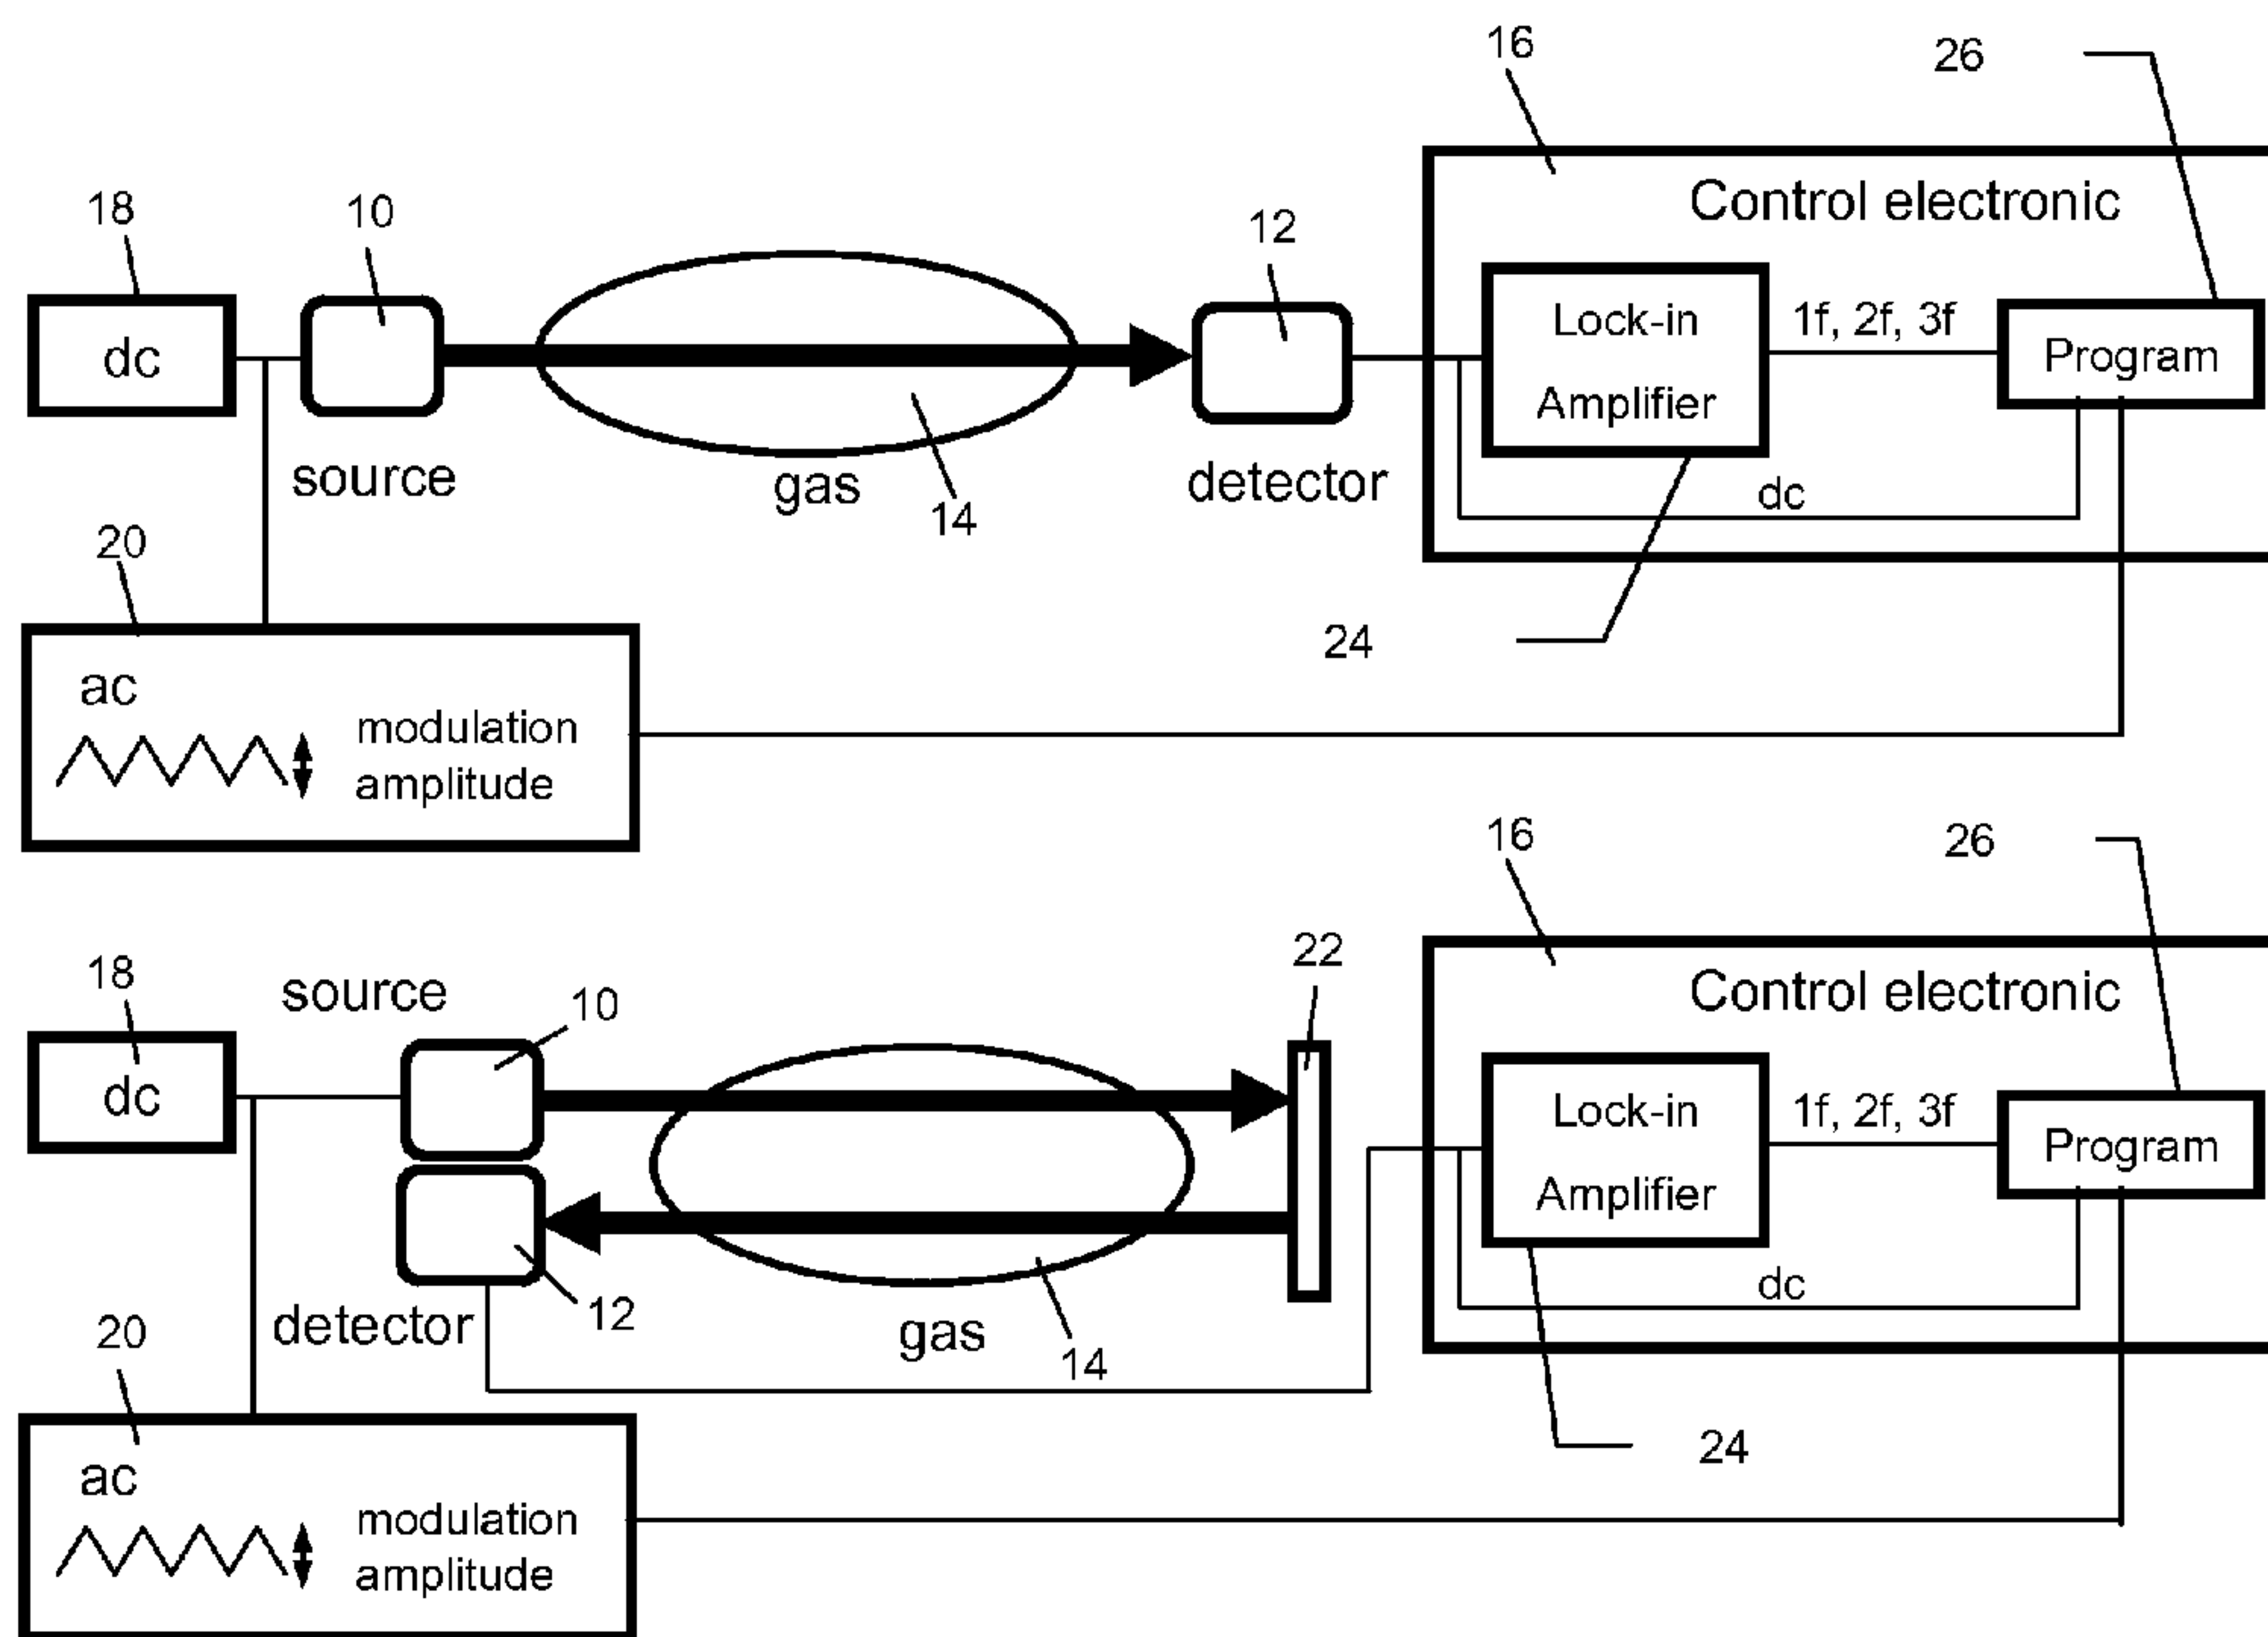 16
26
18
10
12
Control electronic
dc
Lock-in
Amplifier
1f, 2f, 3f
Program
source
gas
14
detector
dc
20
24
ac
modulation
amplitude
16
26
18
source
10
22
Control electronic
dc
Lock-in
Amplifier
1f, 2f, 3f
Program
dc
20
detector
12
gas
14
24
ac
modulation
amplitude